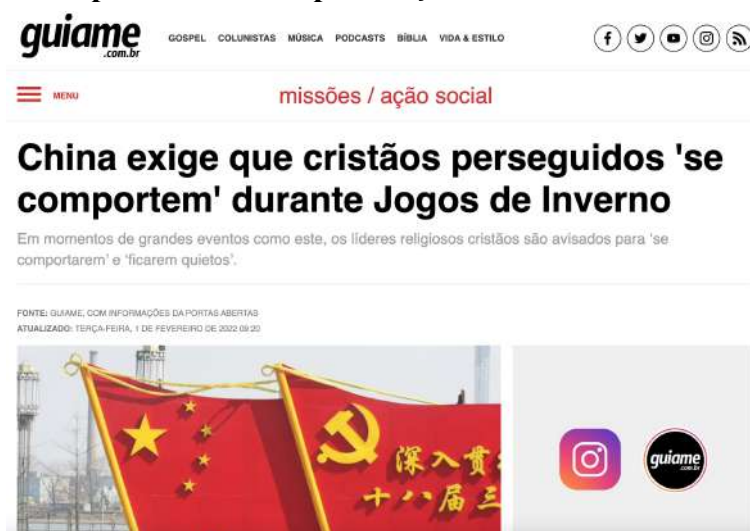 guiame
.com.br
GOSPEL COLUNISTAS MÚSICA PODCASTS BÍBLIA VIDA & ESTILO
MENU
missões / ação social
China exige que cristãos perseguidos 'se
comportem' durante Jogos de Inverno
Em momentos de grandes eventos como este, os líderes religiosos cristãos são avisados para 'se
comportarem' e 'ficarem quietos'.
FONTE: GUIAME, COM INFORMAÇÕES DA PORTAS ABERTAS
ATUALIZADO: TERÇA-FEIRA, 1 DE FEVEREIRO DE 2022 09:20
深入贯
十八届三
guiame
.com.br